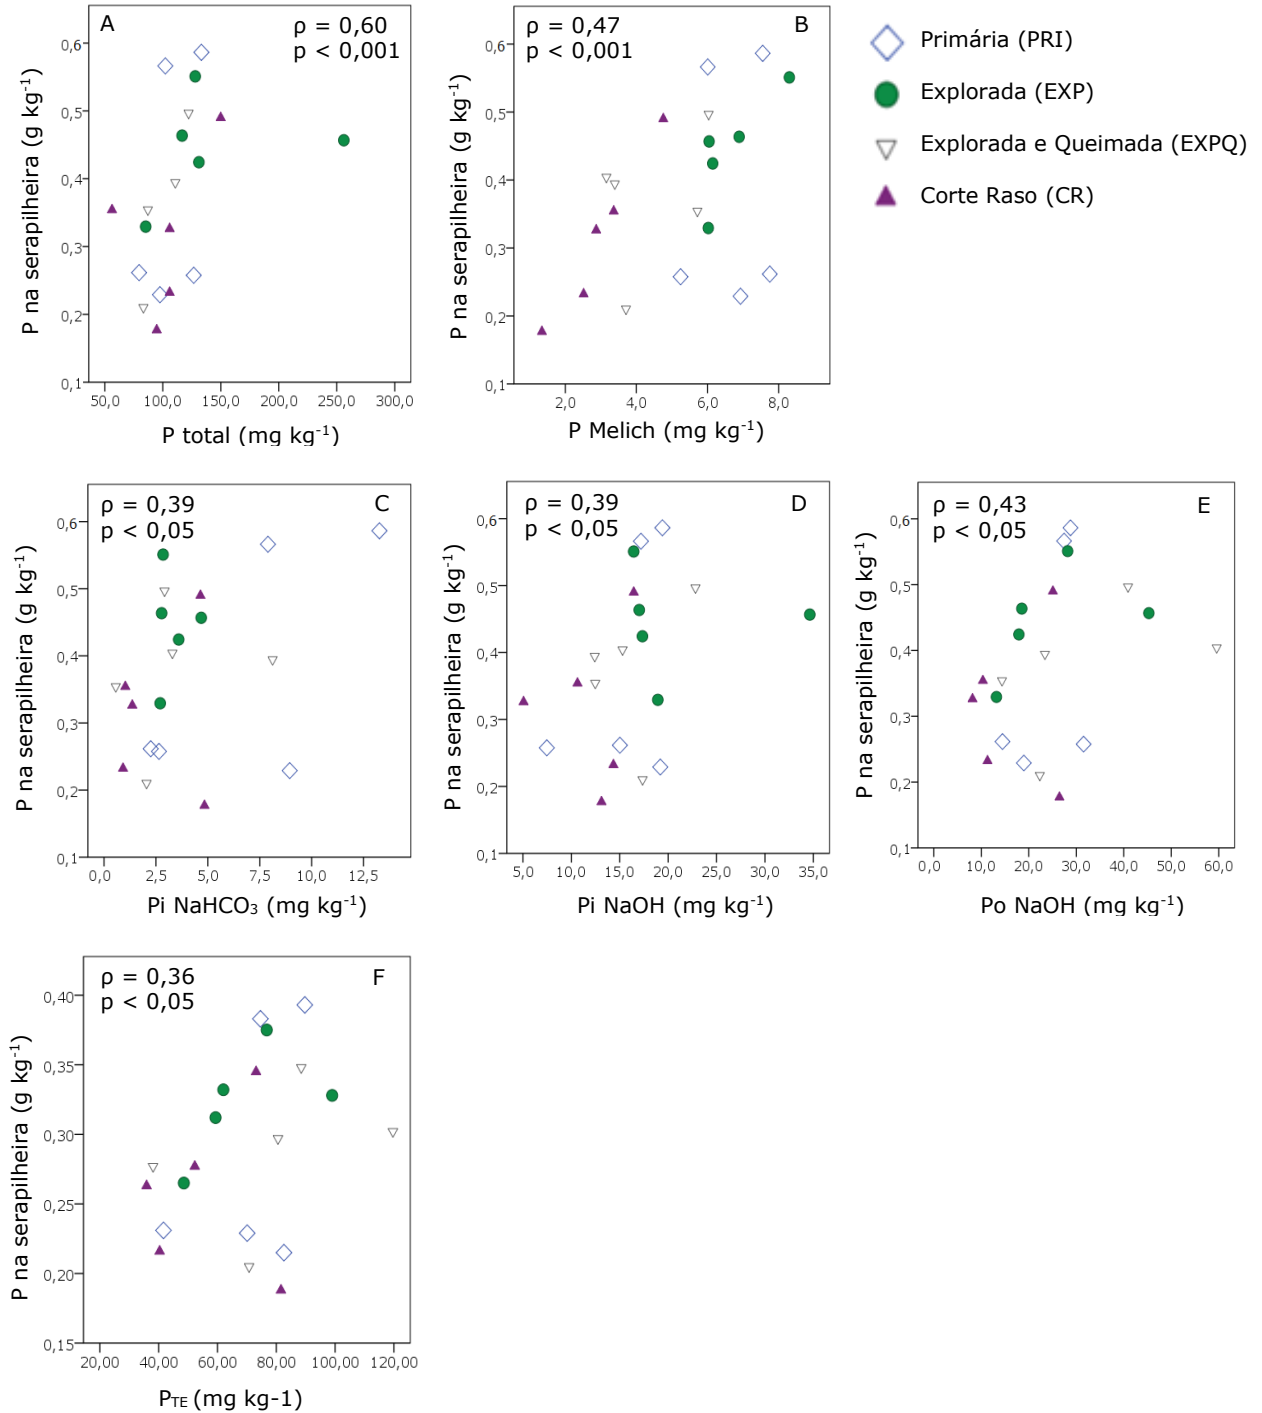 A
ρ = 0,60
p < 0,001
P na serapilheira (g kg⁻¹)
0,6
0,5
0,4
0,3
0,2
0,1
50,0 100,0 150,0 200,0 250,0 300,0
P total (mg kg⁻¹)
ρ = 0,47
p < 0,001
B
P na serapilheira (g kg⁻¹)
0,6
0,5
0,4
0,3
0,2
0,1
2,0 4,0 6,0 8,0
P Melich (mg kg⁻¹)
Primária (PRI)
Explorada (EXP)
Explorada e Queimada (EXPQ)
Corte Raso (CR)
ρ = 0,39
p < 0,05
C
P na serapilheira (g kg⁻¹)
0,6
0,5
0,4
0,3
0,2
0,1
0,0 2,5 5,0 7,5 10,0 12,5
Pi NaHCO₃ (mg kg⁻¹)
ρ = 0,39
p < 0,05
D
P na serapilheira (g kg⁻¹)
0,6
0,5
0,4
0,3
0,2
0,1
5,0 10,0 15,0 20,0 25,0 30,0 35,0
Pi NaOH (mg kg⁻¹)
ρ = 0,43
p < 0,05
E
P na serapilheira (g kg⁻¹)
0,6
0,5
0,4
0,3
0,2
0,1
0,0 10,0 20,0 30,0 40,0 50,0 60,0
Po NaOH (mg kg⁻¹)
ρ = 0,36
p < 0,05
F
P na serapilheira (g kg⁻¹)
0,40
0,35
0,30
0,25
0,20
0,15
20,00 40,00 60,00 80,00 100,00 120,00
P_TE (mg kg-1)